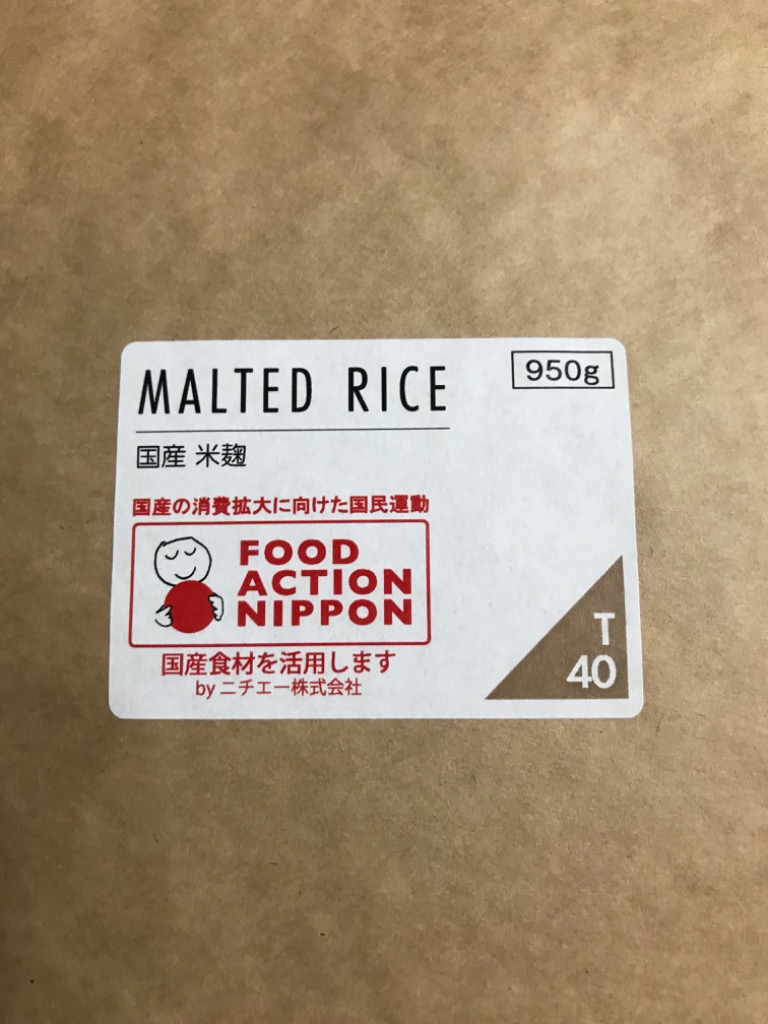 MALTED RICE
950g
国産 米麹
国産の消費拡大に向けた国民運動
FOOD
ACTION
NIPPON
国産食材を活用します
by ニチエー株式会社
T
40